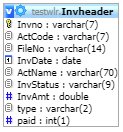 testwlr.Invheader
Invno : varchar(7)
ActCode : varchar(7)
FileNo : varchar(14)
InvDate : date
ActName : varchar(70)
InvStatus : varchar(9)
InvAmt : double
type : varchar(2)
paid : int(1)